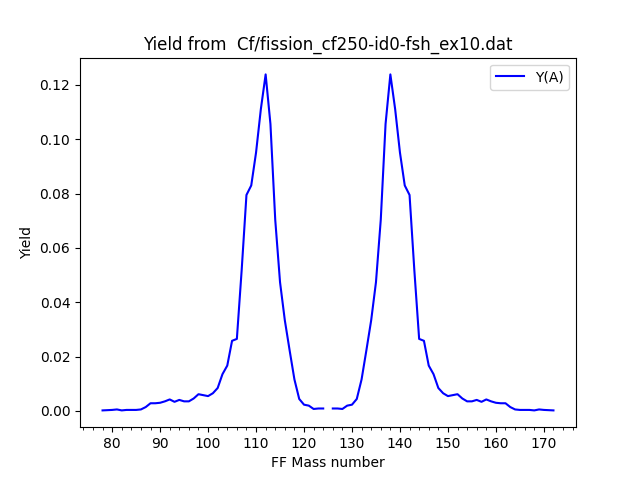 Yield from  Cf/fission_cf250-id0-fsh_ex10.dat
Y(A)
0.12
0.10
0.08
0.06
0.04
0.02
0.00
Yield
80 90 100 110 120 130 140 150 160 170
FF Mass number